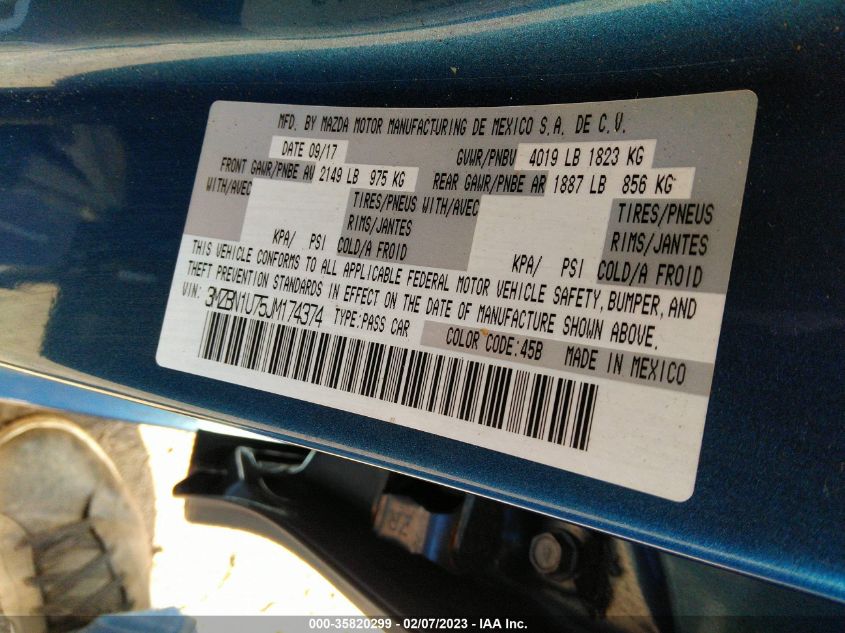 MFD. BY MAZDA MOTOR MANUFACTURING DE MEXICO S.A. DE C.V.
DATE 09/17 GVWR/PNBV 4019 LB 1823 KG
FRONT GAWR/PNBE AV 2149 LB 975 KG REAR GAWR/PNBE AR 1887 LB 856 KG
WITH/AVEC TIRES/PNEUS WITH/AVEC TIRES/PNEUS
RIMS/JANTES RIMS/JANTES
KPA/ PSI COLD/A FROID KPA/ PSI COLD/A FROID
THIS VEHICLE CONFORMS TO ALL APPLICABLE FEDERAL MOTOR VEHICLE SAFETY, BUMPER, AND
THEFT PREVENTION STANDARDS IN EFFECT ON THE DATE OF MANUFACTURE SHOWN ABOVE.
VIN: 3MZBN1U75JM174374 TYPE:PASS CAR
COLOR CODE:45B MADE IN MEXICO
ZR
000-35820299 - 02/07/2023 - IAA Inc.